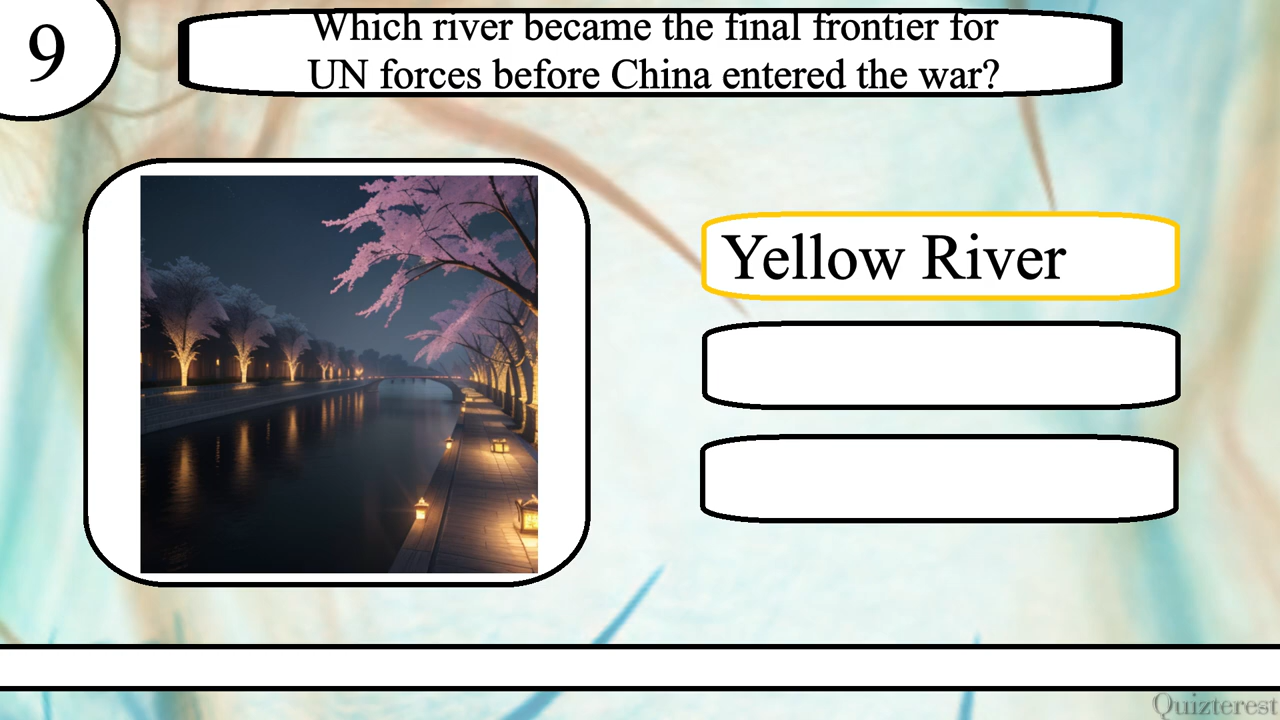 9
Which river became the final frontier for
UN forces before China entered the war?
Yellow River
Quizterest